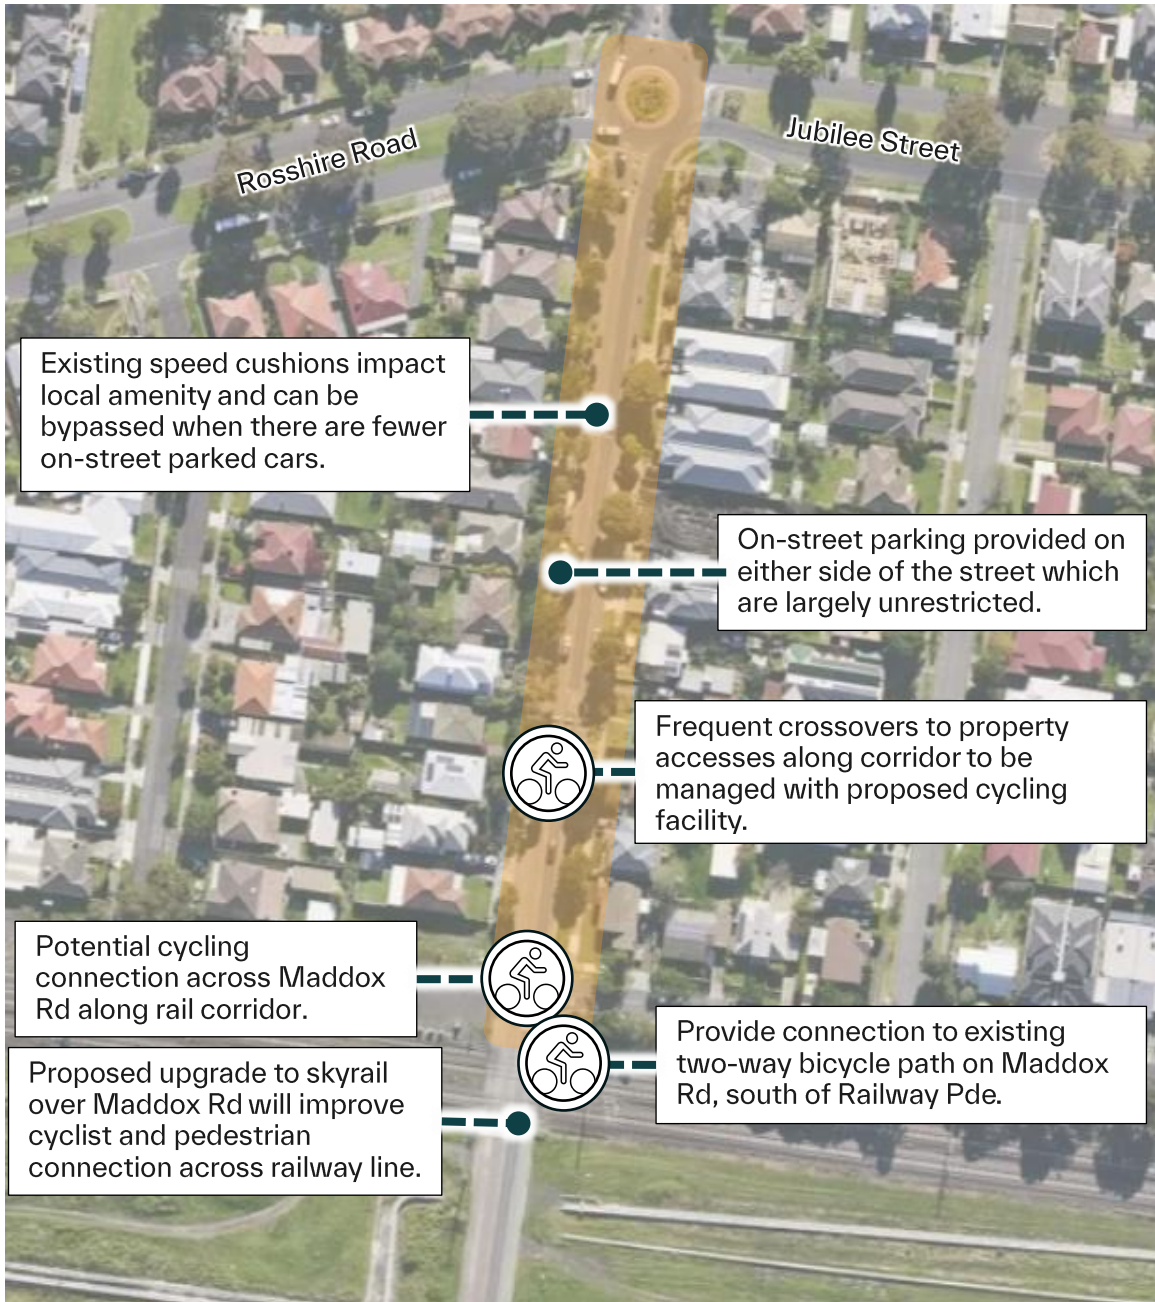 Rosshire Road
Jubilee Street
Existing speed cushions impact
local amenity and can be
bypassed when there are fewer
on-street parked cars.
On-street parking provided on
either side of the street which
are largely unrestricted.
Frequent crossovers to property
accesses along corridor to be
managed with proposed cycling
facility.
Potential cycling
connection across Maddox
Rd along rail corridor.
Provide connection to existing
two-way bicycle path on Maddox
Rd, south of Railway Pde.
Proposed upgrade to skyrail
over Maddox Rd will improve
cyclist and pedestrian
connection across railway line.